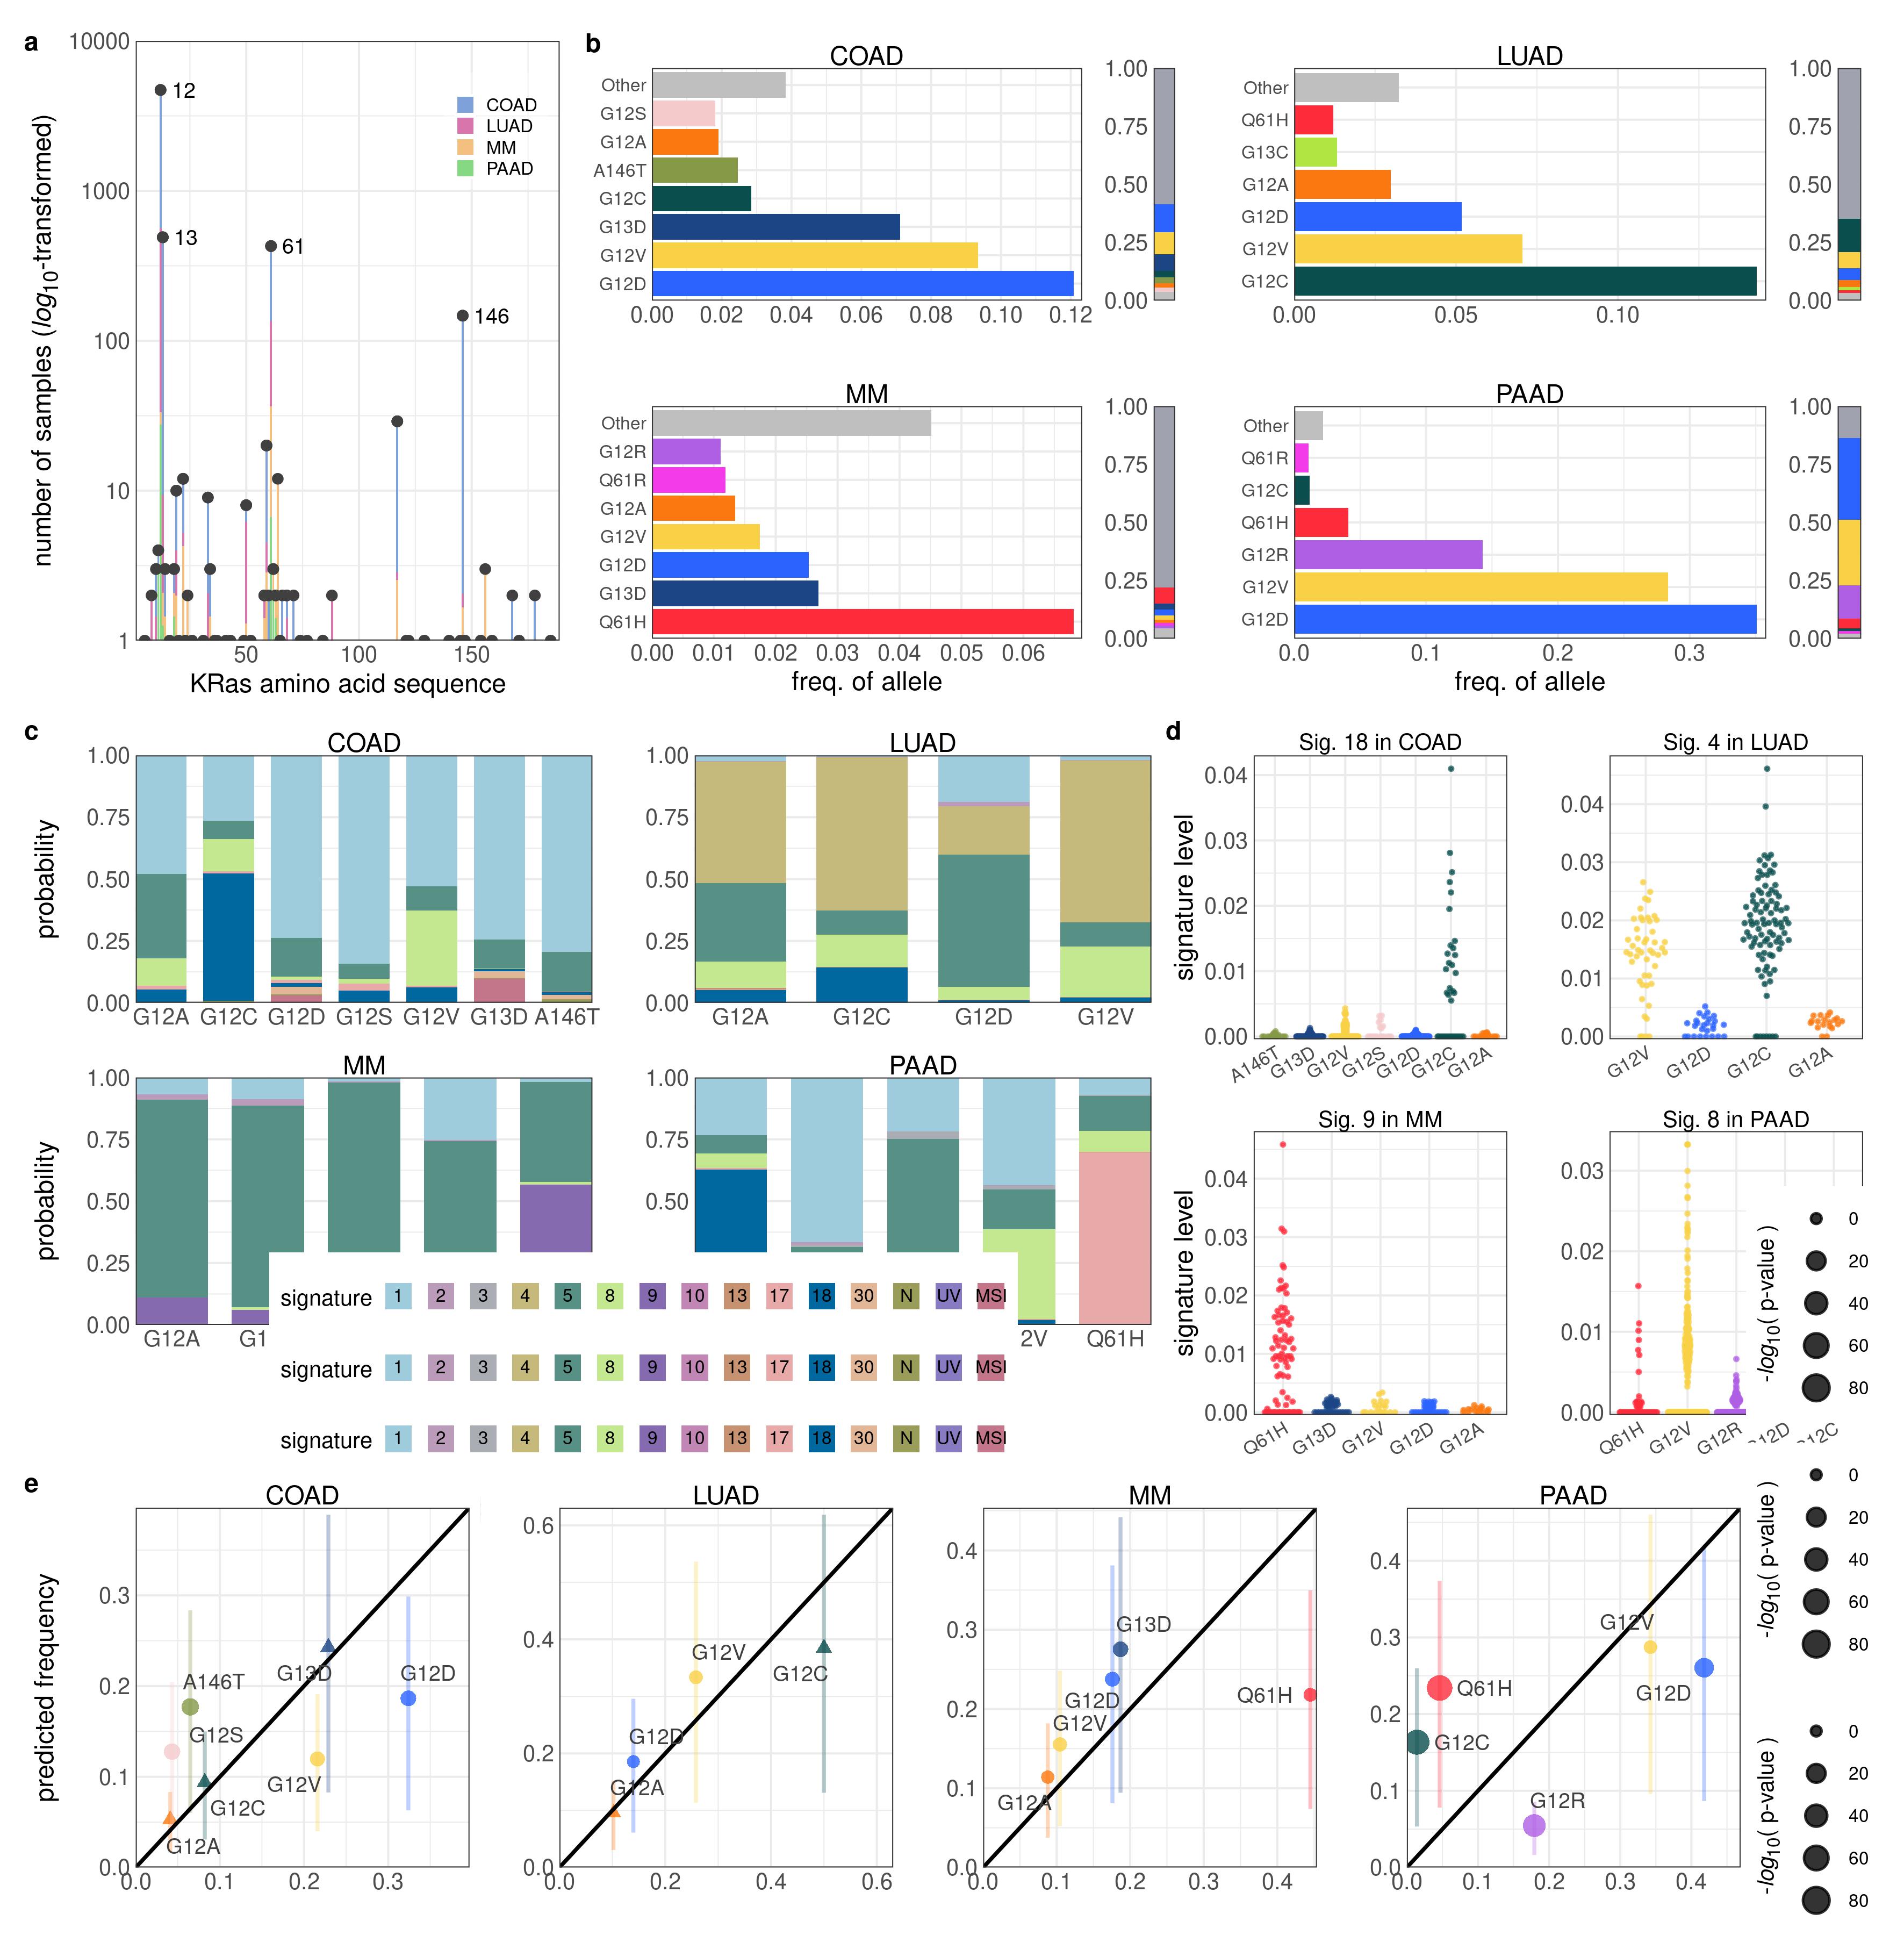 a
10000
1000
100
10
1
number of samples (log10-transformed)
12
13
61
146
COAD
LUAD
MM
PAAD
50 100 150
KRas amino acid sequence
b
COAD
Other
G12S
G12A
A146T
G12C
G13D
G12V
G12D
0.00 0.02 0.04 0.06 0.08 0.10 0.12
1.00
0.75
0.50
0.25
0.00
LUAD
Other
Q61H
G13C
G12A
G12D
G12V
G12C
0.00 0.05 0.10
1.00
0.75
0.50
0.25
0.00
MM
Other
G12R
Q61R
G12A
G12V
G12D
G13D
Q61H
0.00 0.01 0.02 0.03 0.04 0.05 0.06
freq. of allele
1.00
0.75
0.50
0.25
0.00
PAAD
Other
Q61R
G12C
Q61H
G12R
G12V
G12D
0.0 0.1 0.2 0.3
freq. of allele
1.00
0.75
0.50
0.25
0.00
c
COAD
probability
1.00
0.75
0.50
0.25
0.00
G12A G12C G12D G12S G12V G13D A146T
LUAD
1.00
0.75
0.50
0.25
0.00
G12A G12C G12D G12V
MM
probability
1.00
0.75
0.50
0.25
0.00
G12A G1
PAAD
1.00
0.75
0.50
2V Q61H
signature 1 2 3 4 5 8 9 10 13 17 18 30 N UV MSI
signature 1 2 3 4 5 8 9 10 13 17 18 30 N UV MSI
signature 1 2 3 4 5 8 9 10 13 17 18 30 N UV MSI
d
Sig. 18 in COAD
signature level
0.04
0.03
0.02
0.01
0.00
A146T G13D G12V G12S G12D G12C G12A
Sig. 4 in LUAD
0.04
0.03
0.02
0.01
0.00
G12V G12D G12C G12A
Sig. 9 in MM
signature level
0.04
0.03
0.02
0.01
0.00
Q61H G13D G12V G12D G12A
Sig. 8 in PAAD
0.03
0.02
0.01
0.00
Q61H G12V G12R 12D 12C
-log10( p-value )
0
20
40
60
80
-log10( p-value )
0
20
40
60
80
-log10( p-value )
0
20
40
60
80
e
COAD
predicted frequency
0.3
0.2
0.1
0.0
A146T
G13D
G12D
G12S
G12V
G12C
G12A
0.0 0.1 0.2 0.3
LUAD
0.6
0.4
0.2
0.0
G12V
G12C
G12D
G12A
0.0 0.2 0.4 0.6
MM
0.4
0.3
0.2
0.1
0.0
G13D
Q61H
G12D
G12V
G12A
0.0 0.1 0.2 0.3 0.4
PAAD
0.4
0.3
0.2
0.1
0.0
G12V
Q61H
G12D
G12C
G12R
0.0 0.1 0.2 0.3 0.4